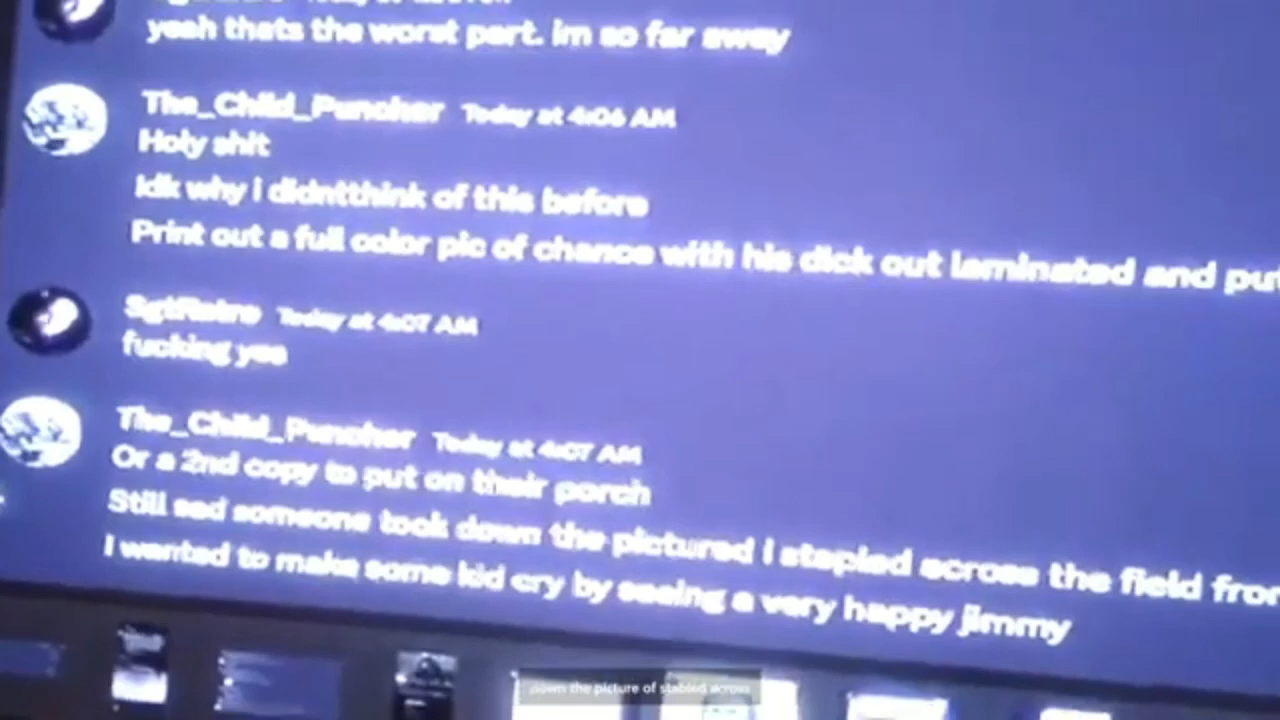 yeah thats the worst part. im so far away
The_Child_Puncher Today at 4:06 AM
Holy shit
Idk why i didntthink of this before
Print out a full color pic of chance with his dick out laminated and put
SgtRetro Today at 4:07 AM
fucking yes
The_Child_Puncher Today at 4:07 AM
Or a 2nd copy to put on their porch
Still sad someone took down the pictured i stapled across the field from
I wanted to make some kid cry by seeing a very happy jimmy
down the picture of stabled across